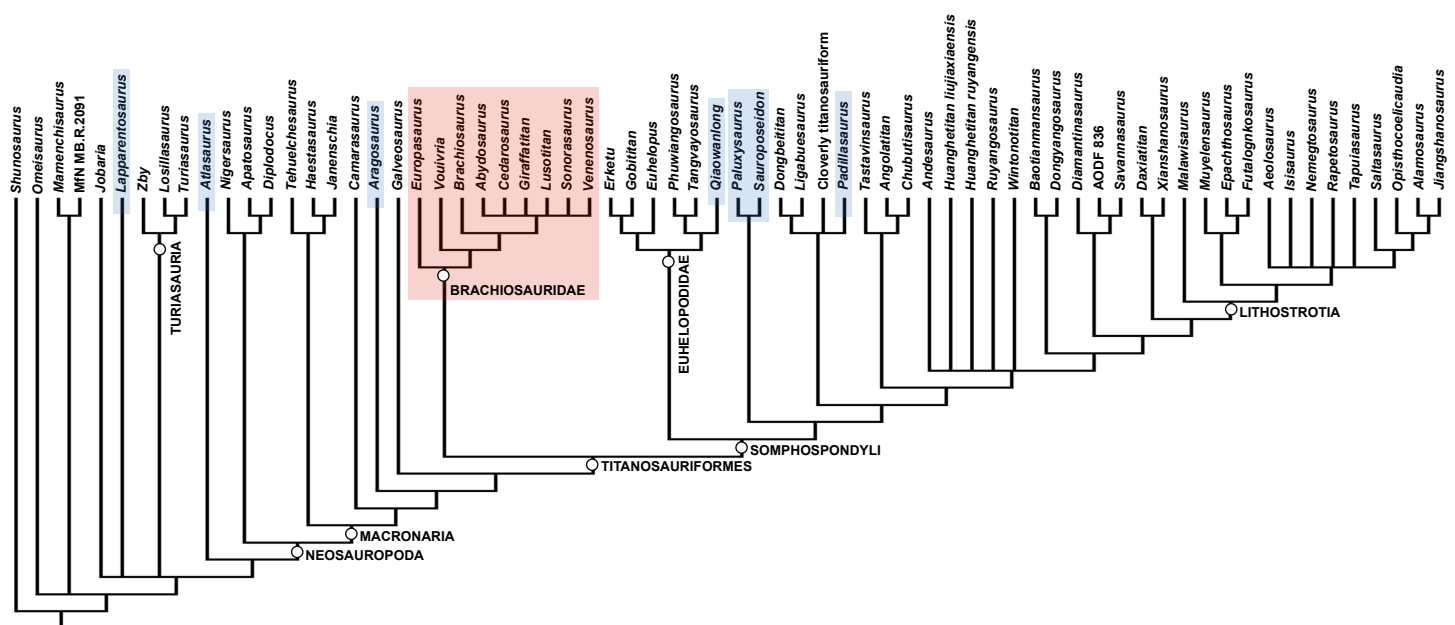 Shunosaurus
Omeisaurus
Mamenchisaurus
MfN MB.R.2091
Jobaria
Lapparentosaurus
Zby
Losillasaurus
Turiasaurus
Atlasaurus
Nigersaurus
Apatosaurus
Diplodocus
Tehuelchesaurus
Haestasaurus
Janenschia
Camarasaurus
Aragosaurus
Galveosaurus
Europasaurus
Vouivria
Brachiosaurus
Abydosaurus
Cedarosaurus
Giraffatitan
Lusotitan
Sonorasaurus
Venenosaurus
Erketu
Gobititan
Euhelopus
Phuwiangosaurus
Tangvayosaurus
Qiaowanlong
Paluxysaurus
Sauroposeidon
Dongbeititan
Ligabuesaurus
Cloverly titanosauriform
Padillasaurus
Tastavinsaurus
Angolatitan
Chubutisaurus
Andesaurus
Huanghetitan liujiaxiaensis
Huanghetitan ruyangensis
Ruyangosaurus
Wintonotitan
Baotianmansaurus
Dongyangosaurus
Diamantinasaurus
AODF 836
Savannasaurus
Daxiatitan
Xianshanosaurus
Malawisaurus
Muyelensaurus
Epachthosaurus
Futalognkosaurus
Aeolosaurus
Isisaurus
Nemegtosaurus
Rapetosaurus
Tapuiasaurus
Saltasaurus
Opisthocoelicaudia
Alamosaurus
Jiangshanosaurus
TURIASAURIA
BRACHIOSAURIDAE
EUHELOPODIDAE
LITHOSTROTIA
SOMPHOSPONDYLI
TITANOSAURIFORMES
MACRONARIA
NEOSAUROPODA